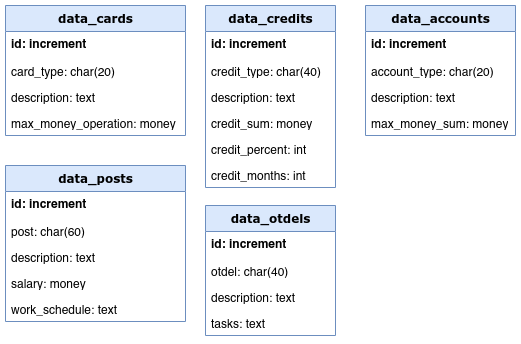 data_cards
id: increment
card_type: char(20)
description: text
max_money_operation: money
data_credits
id: increment
credit_type: char(40)
description: text
credit_sum: money
credit_percent: int
credit_months: int
data_accounts
id: increment
account_type: char(20)
description: text
max_money_sum: money
data_posts
id: increment
post: char(60)
description: text
salary: money
work_schedule: text
data_otdels
id: increment
otdel: char(40)
description: text
tasks: text